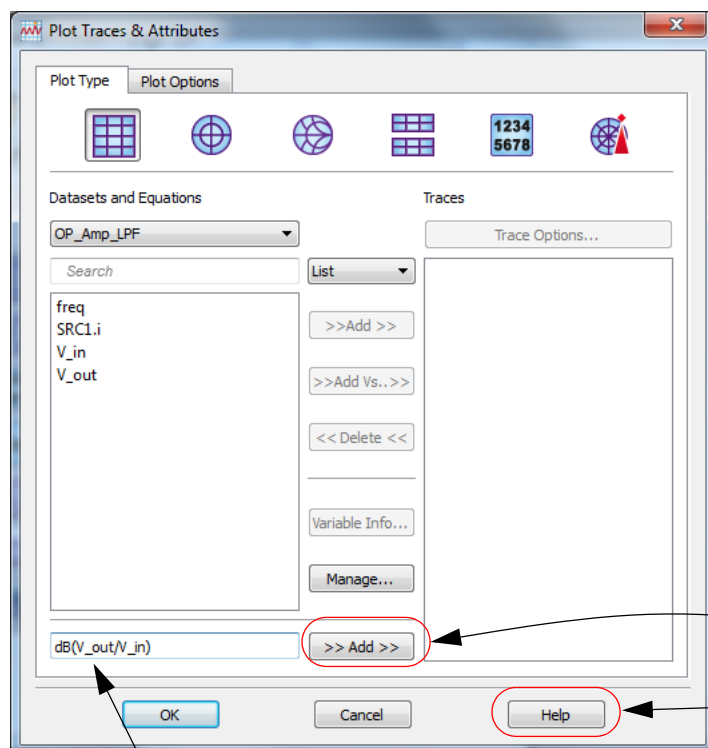 Plot Traces & Attributes
Plot Type
Plot Options
1234
5678
Datasets and Equations
Traces
OP_Amp_LPF
Trace Options...
Search
List
freq
SRC1.i
V_in
V_out
>>Add >>
>>Add Vs..>>
<< Delete <<
Variable Info...
Manage...
dB(V_out/V_in)
>> Add >>
OK
Cancel
Help